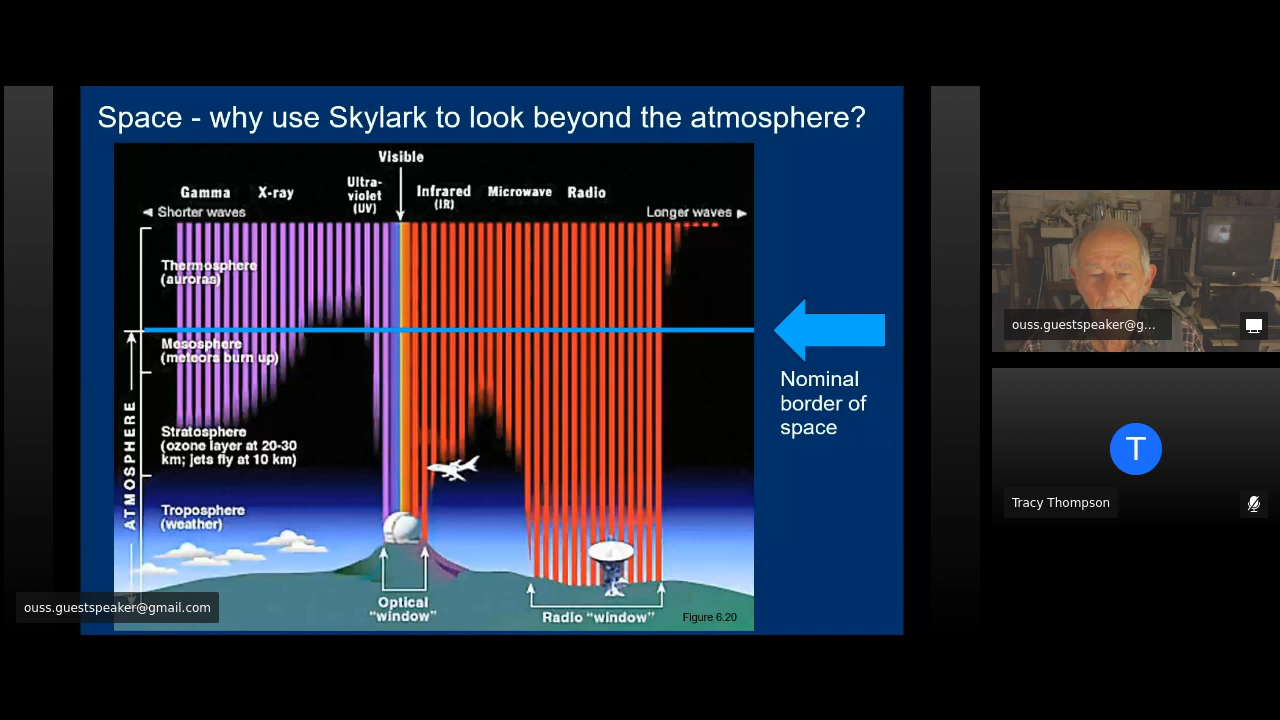 Space - why use Skylark to look beyond the atmosphere?
Visible
Gamma X-ray Ultra-
violet
(UV) Infrared
(IR) Microwave Radio
◄ Shorter waves
Longer waves ►
Thermosphere
(auroras)
Mesosphere
(meteors burn up)
Stratosphere
(ozone layer at 20-30
km; jets fly at 10 km)
Troposphere
(weather)
ATMOSPHERE
Optical
“window”
Radio “window”
Figure 6.20
Nominal
border of
space
ouss.guestspeaker@gmail.com
ouss.guestspeaker@g...
T
Tracy Thompson